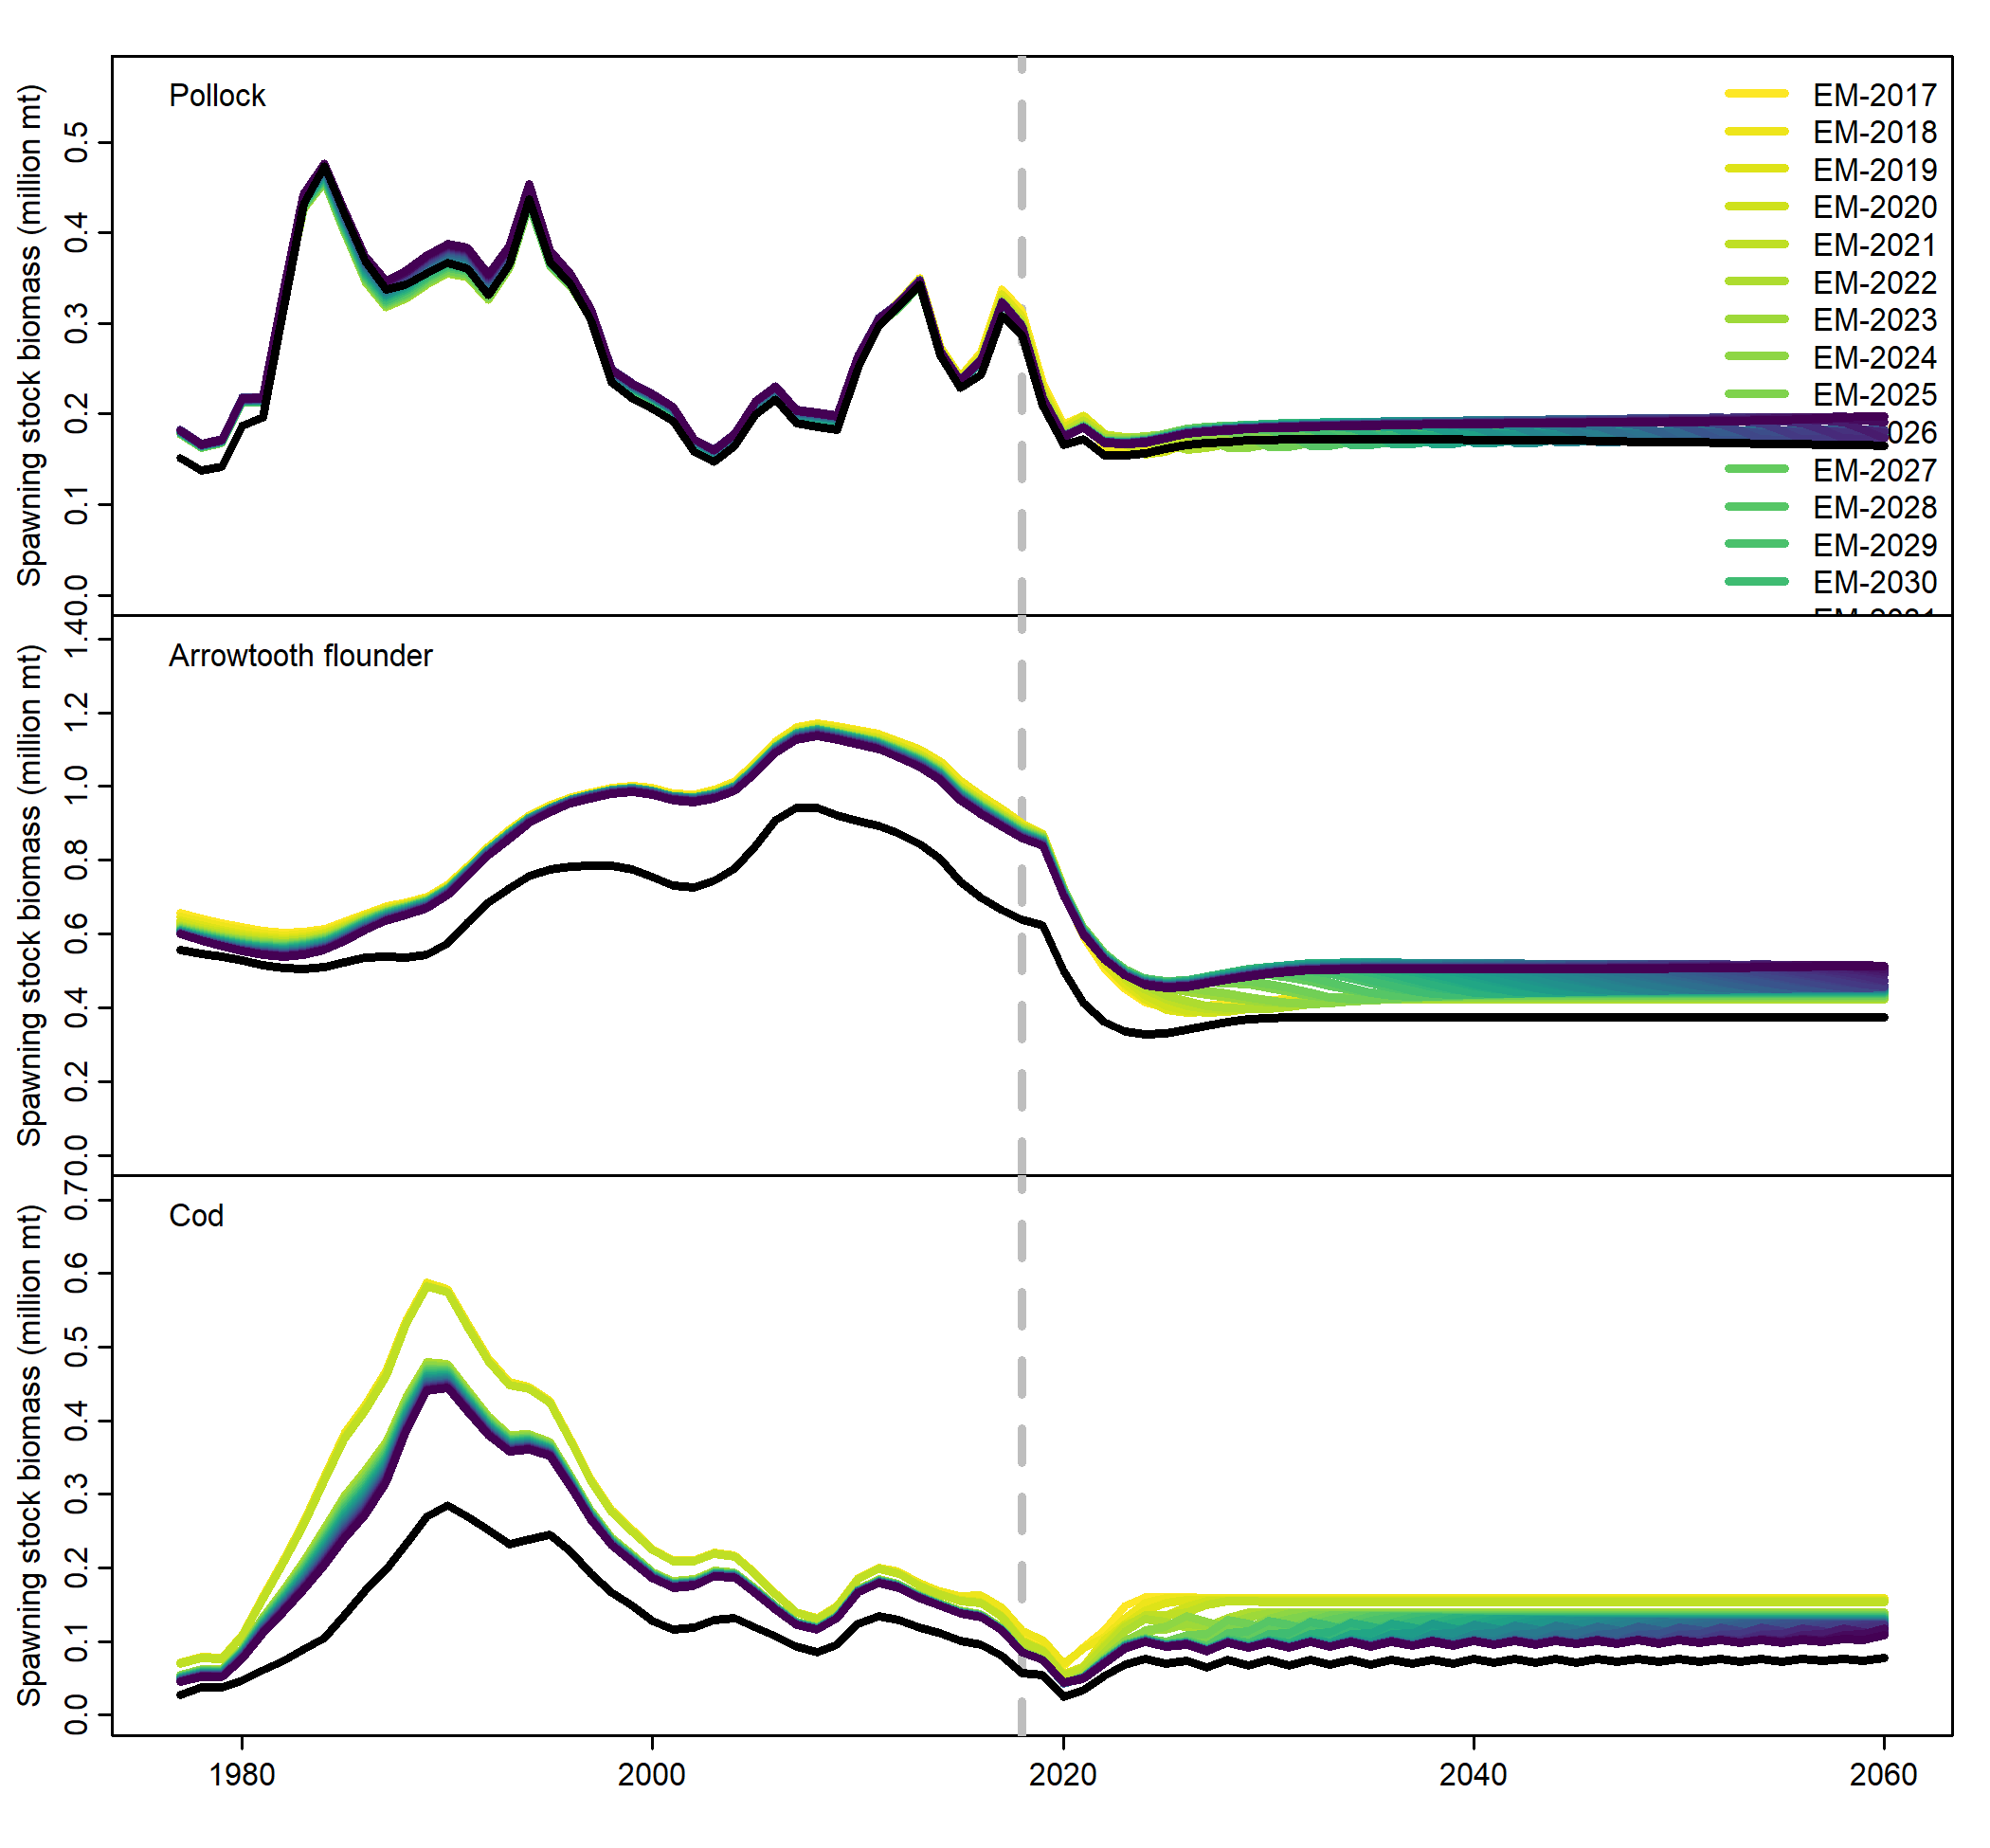 Pollock
EM-2017
EM-2018
EM-2019
EM-2020
EM-2021
EM-2022
EM-2023
EM-2024
EM-2025
026
EM-2027
EM-2028
EM-2029
EM-2030
Spawning stock biomass (million mt)
0.0
0.1
0.2
0.3
0.4
0.5
Arrowtooth flounder
Spawning stock biomass (million mt)
0.0
0.2
0.4
0.6
0.8
1.0
1.2
1.4
Cod
Spawning stock biomass (million mt)
0.0
0.1
0.2
0.3
0.4
0.5
0.6
0.7
1980
2000
2020
2040
2060